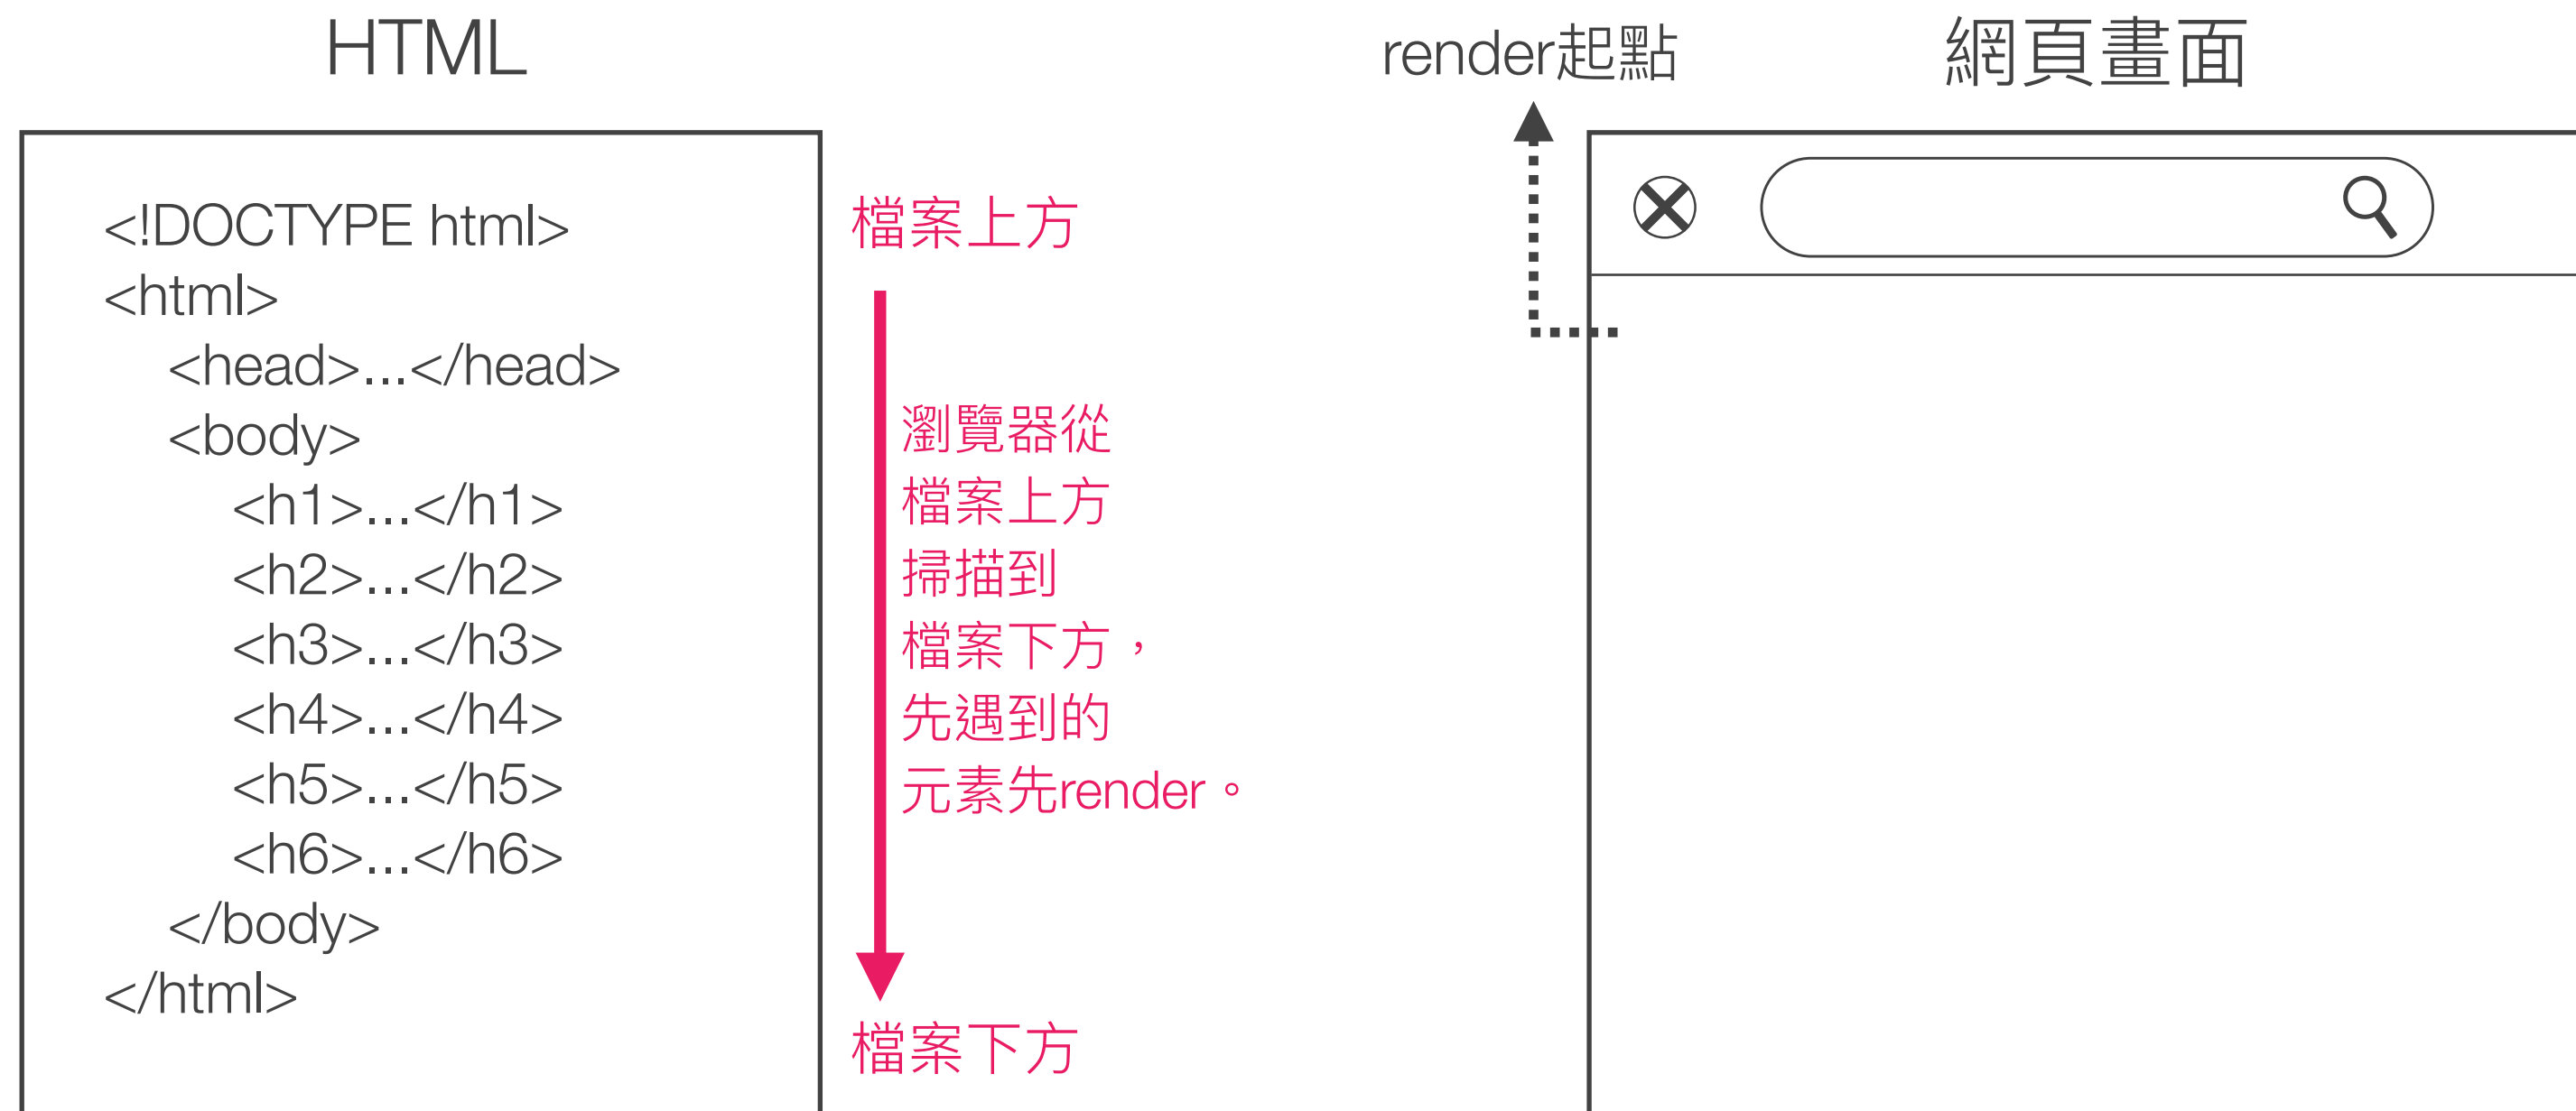 HTML
<!DOCTYPE html>
<html>
<head>...</head>
<body>
<h1>...</h1>
<h2>...</h2>
<h3>...</h3>
<h4>...</h4>
<h5>...</h5>
<h6>...</h6>
</body>
</html>
檔案上方
瀏覽器從
檔案上方
掃描到
檔案下方，
先遇到的
元素先render。
檔案下方
render起點
網頁畫面